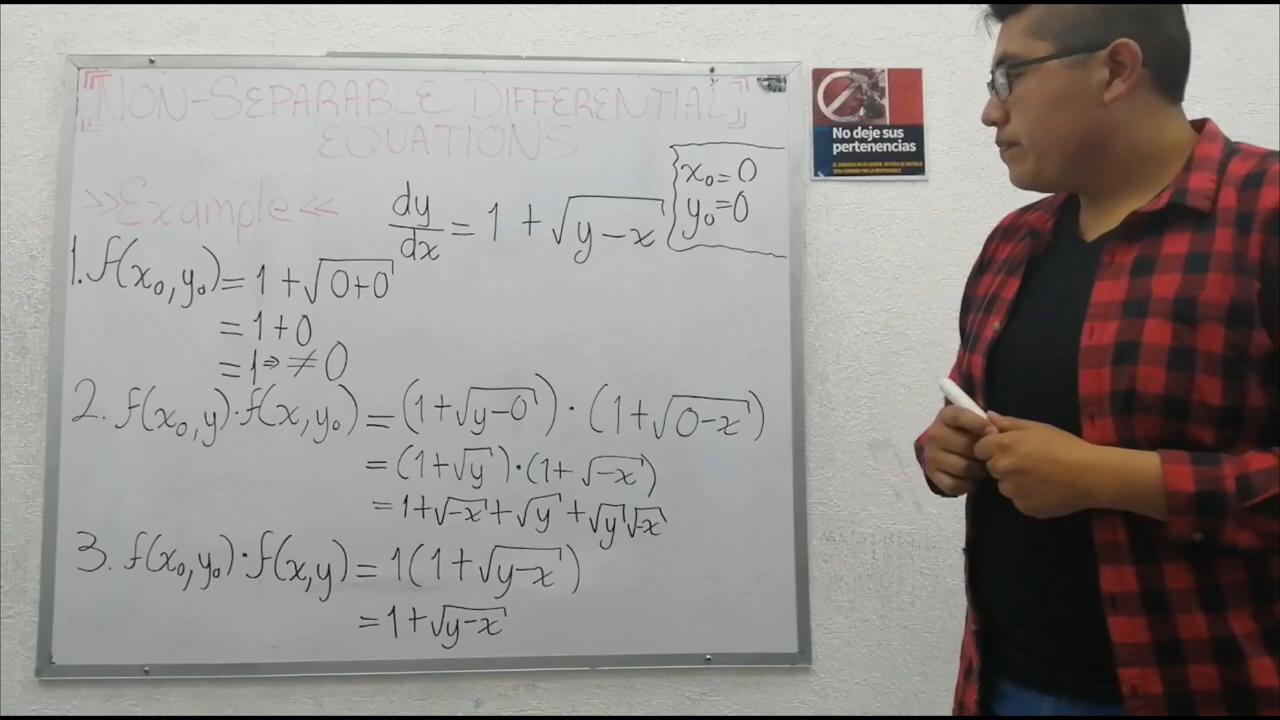 『NON-SEPARABLE DIFFERENTIAL
EQUATIONS』
>>Example<<
dy/dx = 1 + √(y-x)
x₀=0
y₀=0
1. f(x₀,y₀) = 1 + √(0+0)
= 1+0
= 1 ⇒ ≠ 0
2. f(x₀,y)·f(x,y₀) = (1+√(y-0)) · (1+√(0-x))
= (1+√y)·(1+√(-x))
= 1+√(-x)+√y+√y√(-x)
3. f(x₀,y₀)·f(x,y) = 1(1+√(y-x))
= 1+√(y-x)
No deje sus
pertenencias